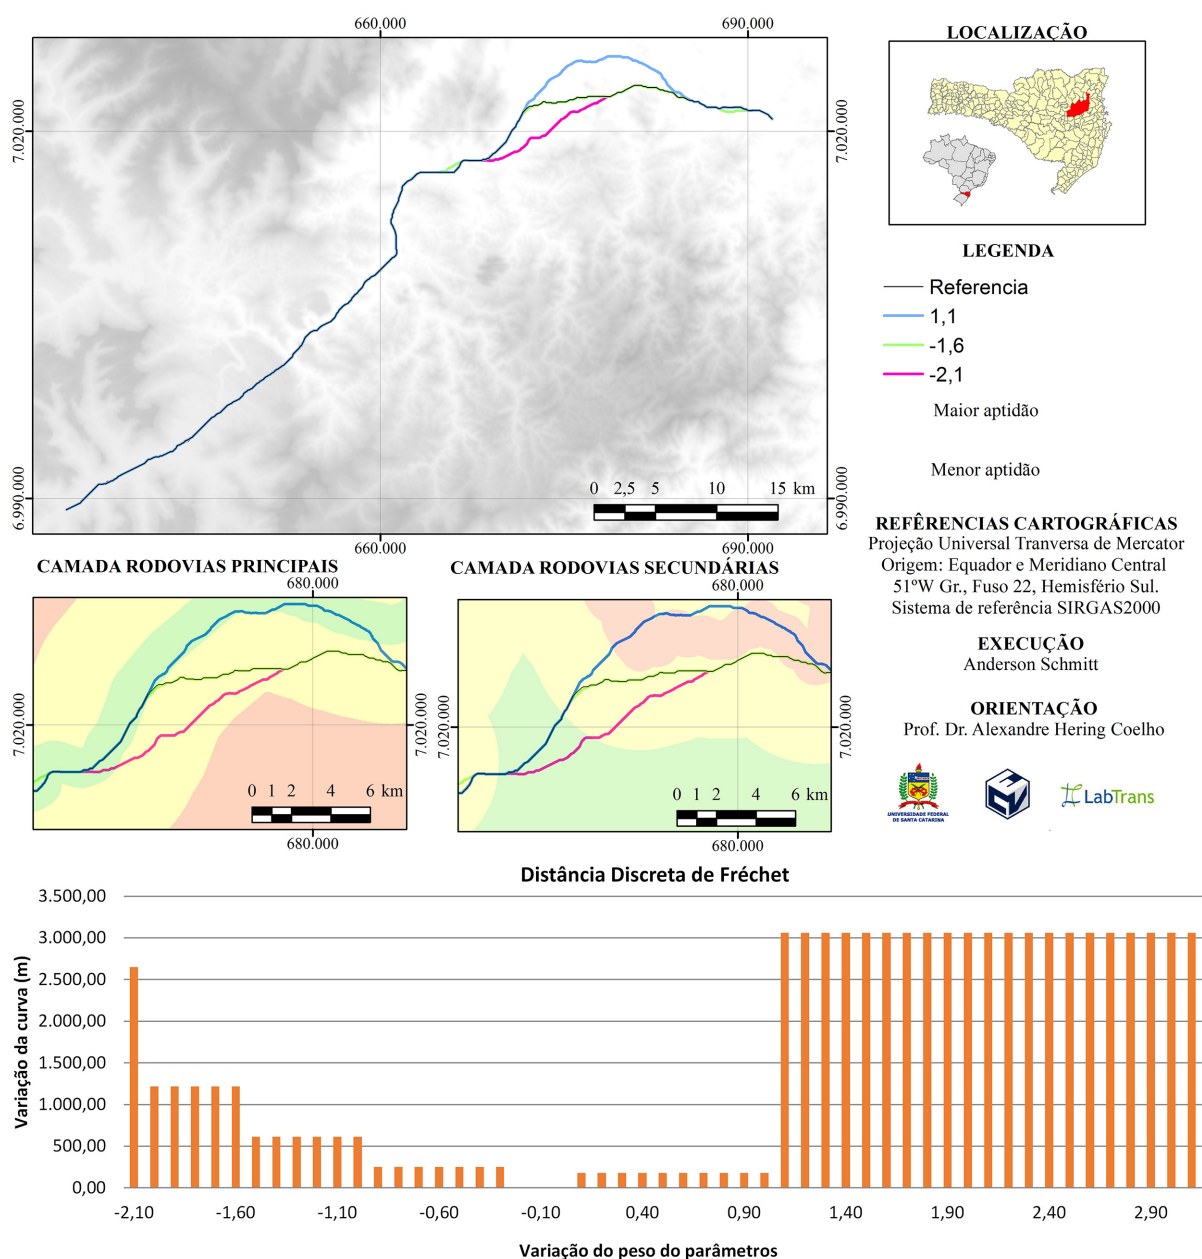 660.000
690.000
7.020.000
7.020.000
6.990.000
6.990.000
0 2,5 5 10 15 km
660.000
690.000
LOCALIZAÇÃO
LEGENDA
Referencia
1,1
-1,6
-2,1
Maior aptidão
Menor aptidão
REFÊRENCIAS CARTOGRÁFICAS
Projeção Universal Tranversa de Mercator
Origem: Equador e Meridiano Central
51ºW Gr., Fuso 22, Hemisfério Sul.
Sistema de referência SIRGAS2000
EXECUÇÃO
Anderson Schmitt
ORIENTAÇÃO
Prof. Dr. Alexandre Hering Coelho
UNIVERSIDADE FEDERAL
DE SANTA CATARINA
LabTrans
CAMADA RODOVIAS PRINCIPAIS
680.000
7.020.000
7.020.000
0 1 2 4 6 km
680.000
CAMADA RODOVIAS SECUNDÁRIAS
680.000
7.020.000
0 1 2 4 6 km
680.000
Distância Discreta de Fréchet
Variação da curva (m)
3.500,00
3.000,00
2.500,00
2.000,00
1.500,00
1.000,00
500,00
0,00
-2,10 -1,60 -1,10 -0,60 -0,10 0,40 0,90 1,40 1,90 2,40 2,90
Variação do peso do parâmetros